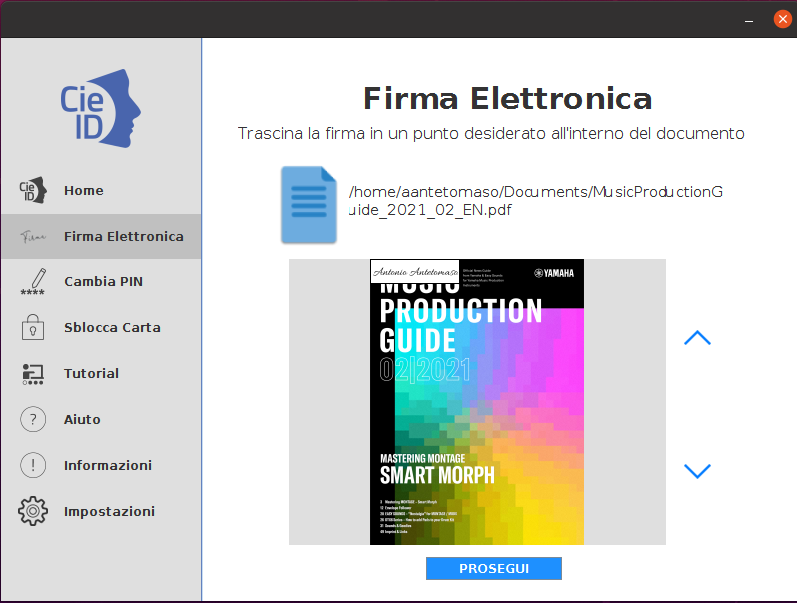 Cie
ID
Cie
ID
Home
Firma
Firma Elettronica
Cambia PIN
****
Sblocca Carta
Tutorial
?
Aiuto
!
Informazioni
Impostazioni
Firma Elettronica
Trascina la firma in un punto desiderato all'interno del documento
/home/aantetomaso/Documents/MusicProductionG
uide_2021_02_EN.pdf
Antonio Antetomaso
YAMAHA
MUSIC
PRODUCTION
GUIDE
02|2021
MASTERING MONTAGE
SMART MORPH
PROSEGUI